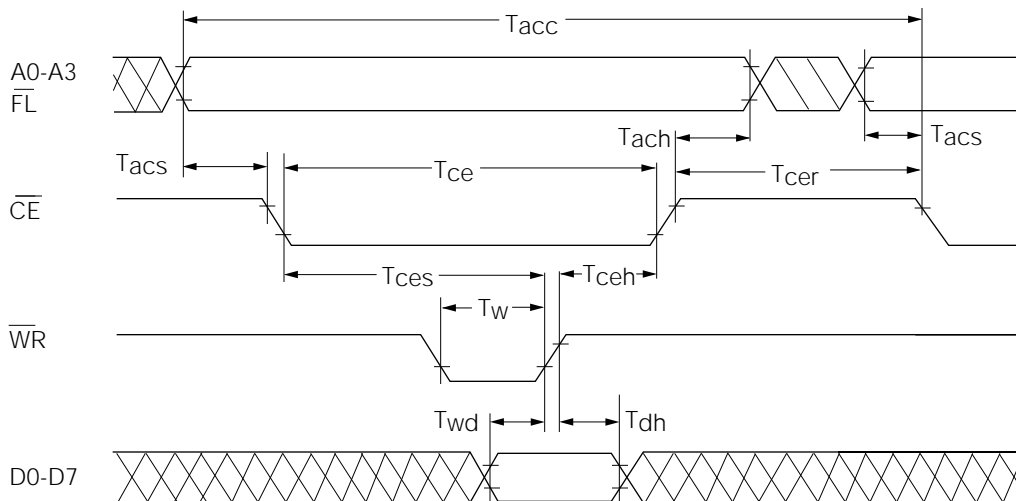 Tacc
A0-A3
FL
Tach
Tacs
Tacs
Tce
Tcer
CE
Tces
Tceh
Tw
WR
Twd
Tdh
D0-D7